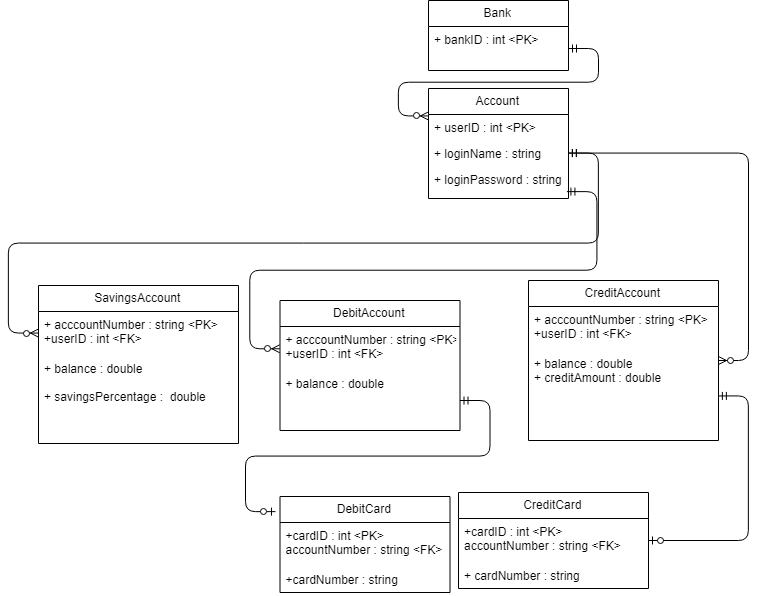 Bank
+ bankID : int <PK>
Account
+ userID : int <PK>
+ loginName : string
+ loginPassword : string
SavingsAccount
+ acccountNumber : string <PK>
+userID : int <FK>
+ balance : double
+ savingsPercentage :  double
DebitAccount
+ acccountNumber : string <PK>
+userID : int <FK>
+ balance : double
CreditAccount
+ acccountNumber : string <PK>
+userID : int <FK>
+ balance : double
+ creditAmount : double
DebitCard
+cardID : int <PK>
accountNumber : string <FK>
+cardNumber : string
CreditCard
+cardID : int <PK>
accountNumber : string <FK>
+ cardNumber : string